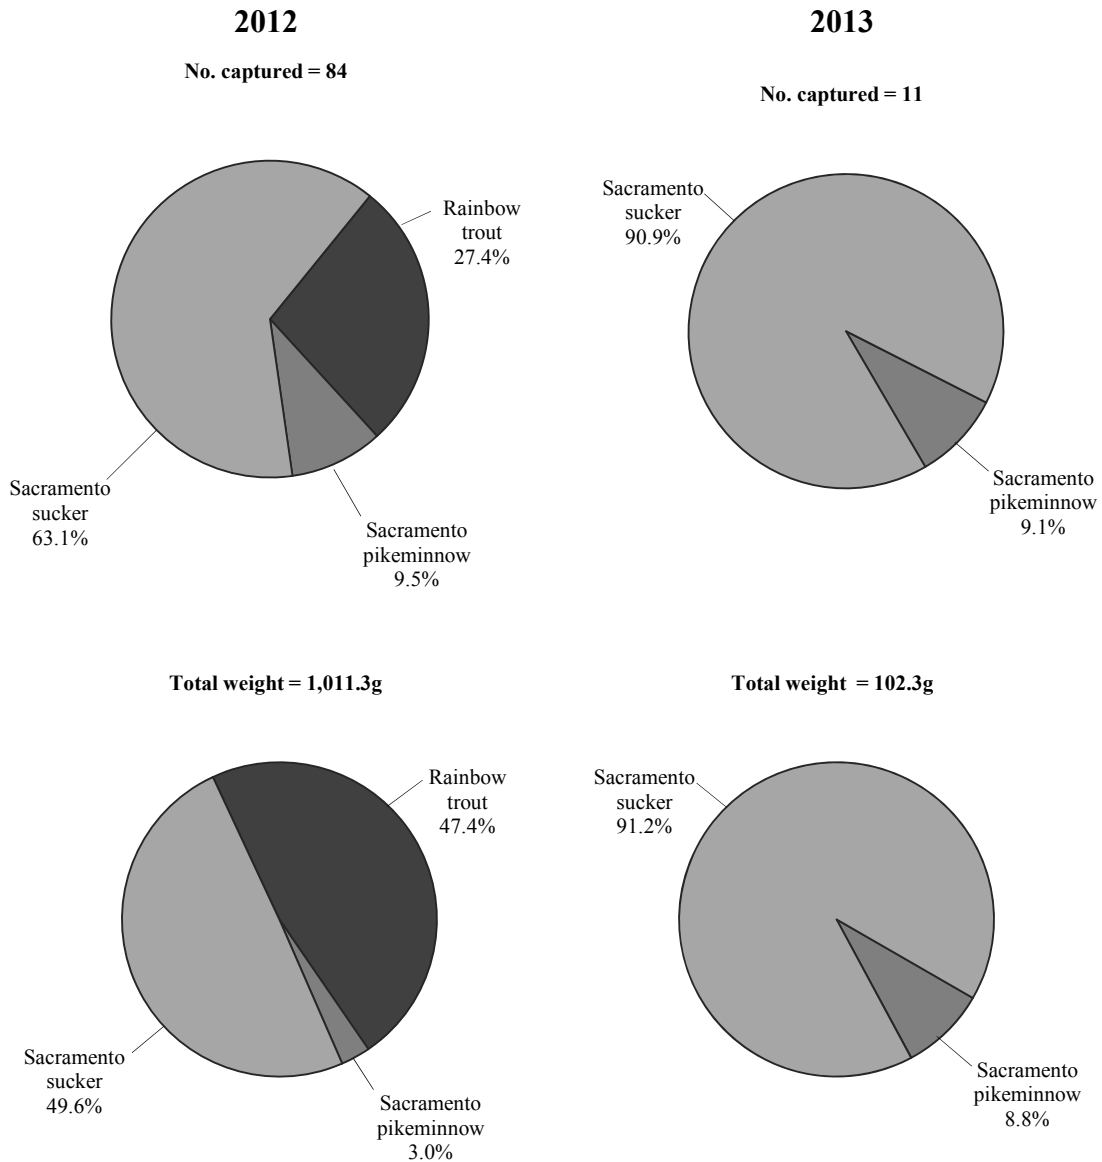 2012
No. captured = 84
Rainbow
trout
27.4%
Sacramento
sucker
63.1%
Sacramento
pikeminnow
9.5%
2013
No. captured = 11
Sacramento
sucker
90.9%
Sacramento
pikeminnow
9.1%
Total weight = 1,011.3g
Rainbow
trout
47.4%
Sacramento
sucker
49.6%
Sacramento
pikeminnow
3.0%
Total weight  = 102.3g
Sacramento
sucker
91.2%
Sacramento
pikeminnow
8.8%